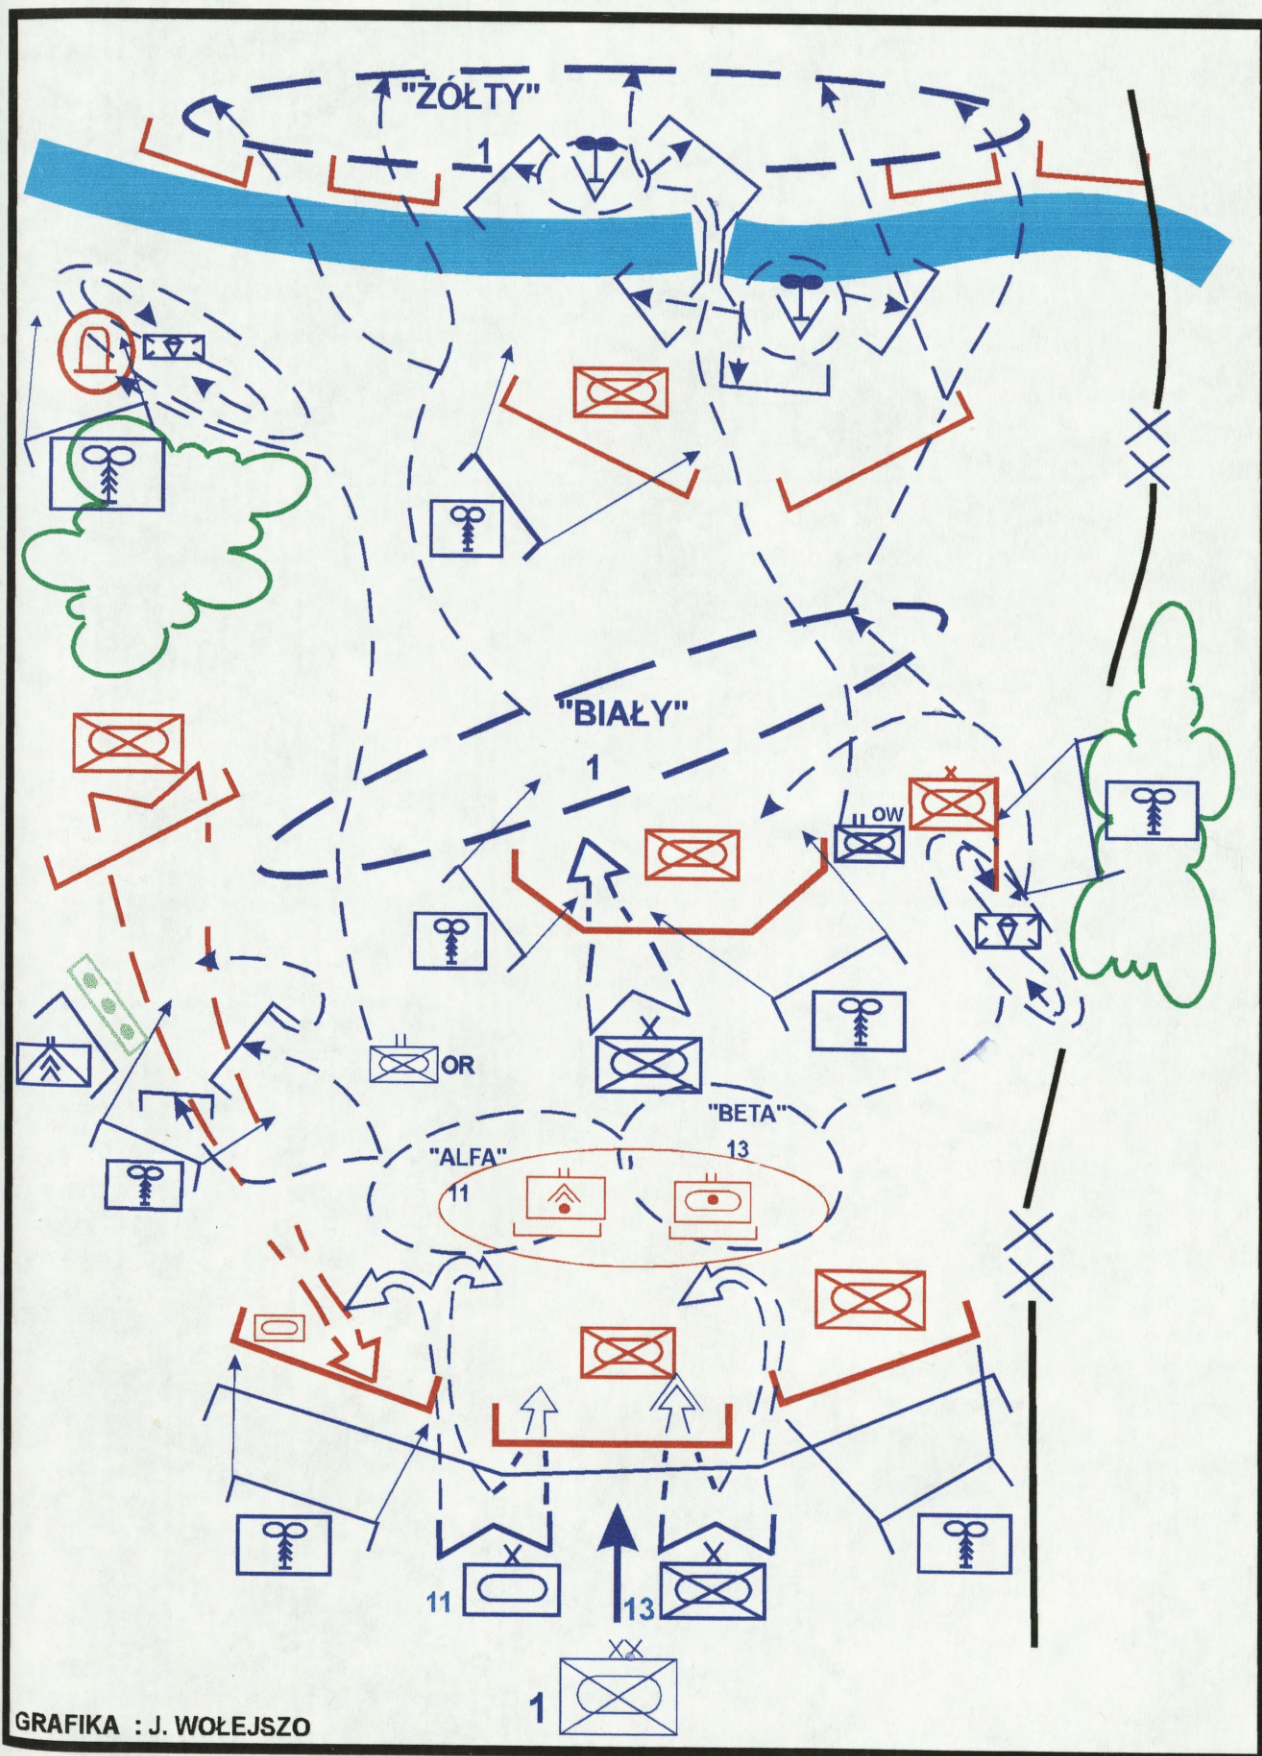 "ŻÓŁTY"
1
"BIAŁY"
1
OW
OR
"BETA"
13
"ALFA"
11
11
13
1
GRAFIKA : J. WOŁEJSZO